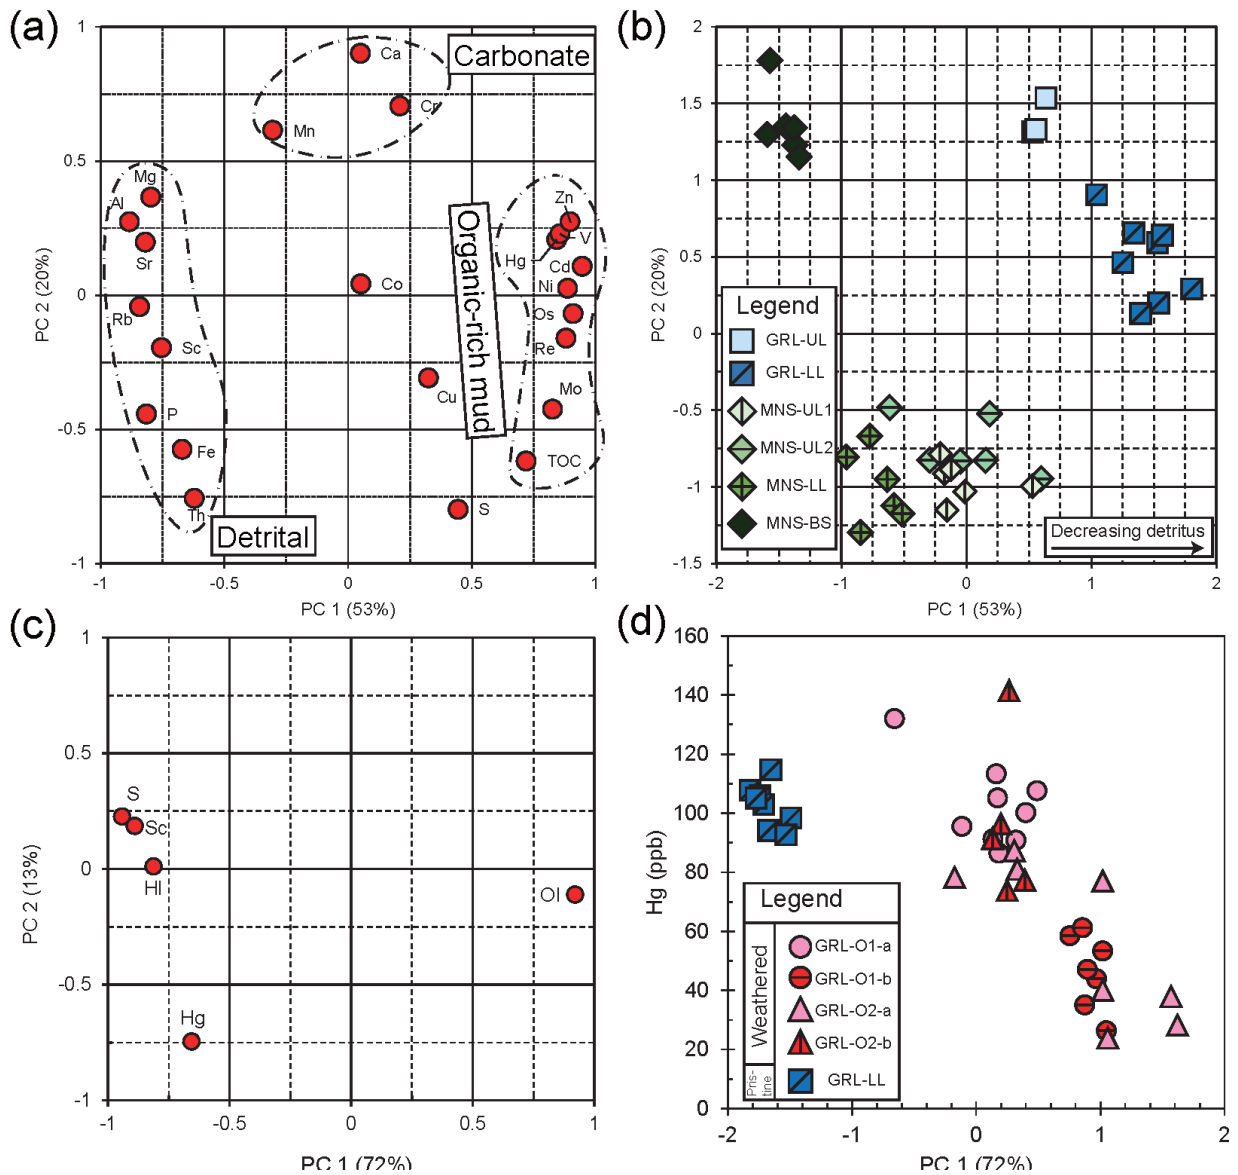 (a)
1
0.5
0
-0.5
-1
PC 2 (20%)
Ca
Cr
Mn
Carbonate
Mg
Al
Sr
Rb
Sc
P
Fe
Th
Detrital
Co
Cu
S
Organic-rich mud
Zn
V
Hg
Cd
Ni
Os
Re
Mo
TOC
-1
-0.5
0
0.5
1
PC 1 (53%)
(b)
2
1.5
1
0.5
0
-0.5
-1
-1.5
PC 2 (20%)
Legend
GRL-UL
GRL-LL
MNS-UL1
MNS-UL2
MNS-LL
MNS-BS
Decreasing detritus
-2
-1
0
1
2
PC 1 (53%)
(c)
1
0.5
0
-0.5
-1
PC 2 (13%)
S
Sc
HI
OI
Hg
-1
-0.5
0
0.5
1
PC 1 (72%)
(d)
160
140
120
100
80
60
40
20
0
Hg (ppb)
Legend
Weathered
GRL-O1-a
GRL-O1-b
GRL-O2-a
GRL-O2-b
Pris-
tine
GRL-LL
-2
-1
0
1
2
PC 1 (72%)